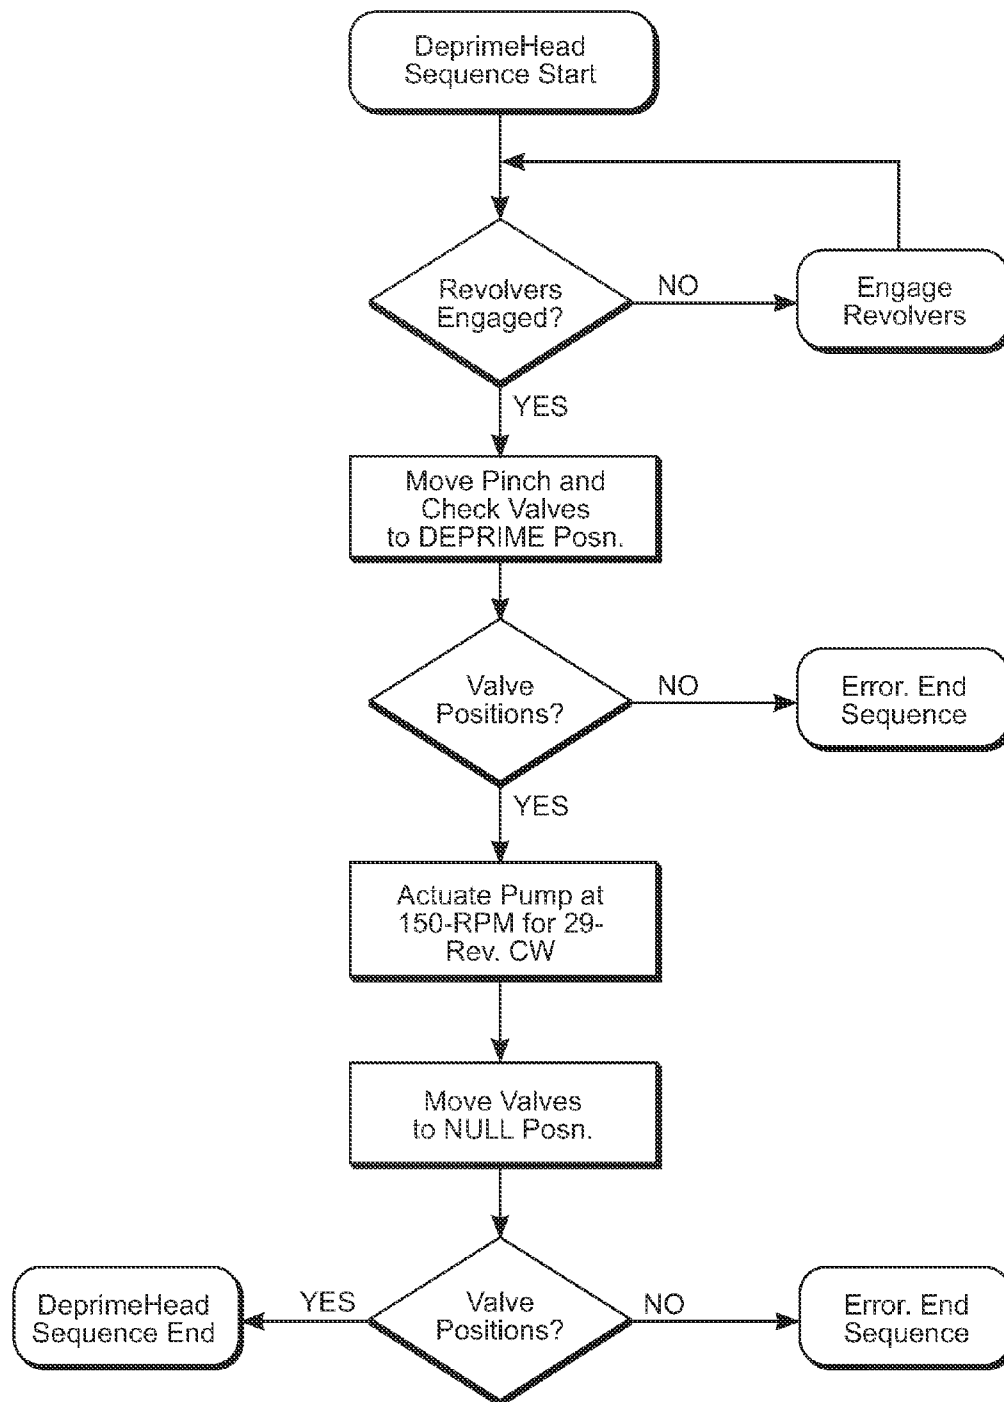 DeprimeHead
Sequence Start
Revolvers
Engaged?
NO
Engage
Revolvers
YES
Move Pinch and
Check Valves
to DEPRIME Posn.
Valve
Positions?
NO
Error. End
Sequence
YES
Actuate Pump at
150-RPM for 29-
Rev. CW
Move Valves
to NULL Posn.
DeprimeHead
Sequence End
YES
Valve
Positions?
NO
Error. End
Sequence